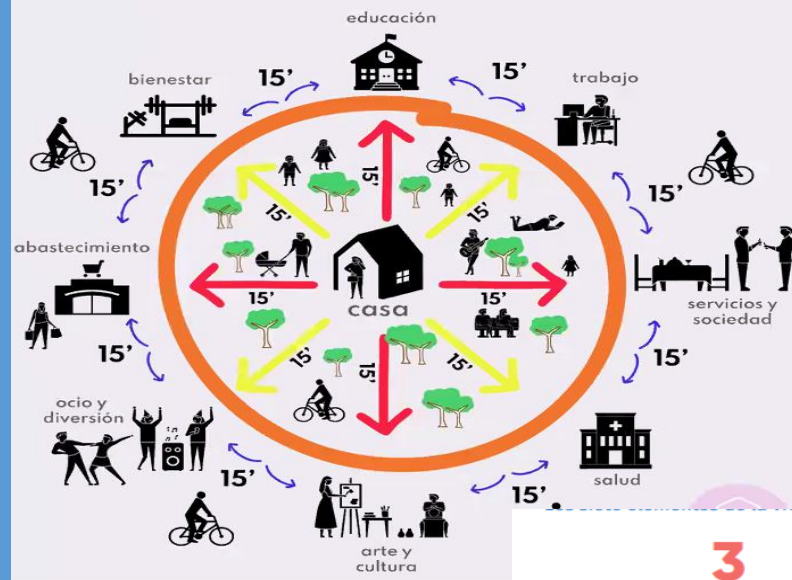 educación
15'
15'
bienestar
trabajo
15'
15'
15'
15'
15'
abastecimiento
15'
15'
casa
servicios y
sociedad
15'
15'
15'
15'
15'
ocio y
diversión
15'
15'
salud
arte y
cultura
3